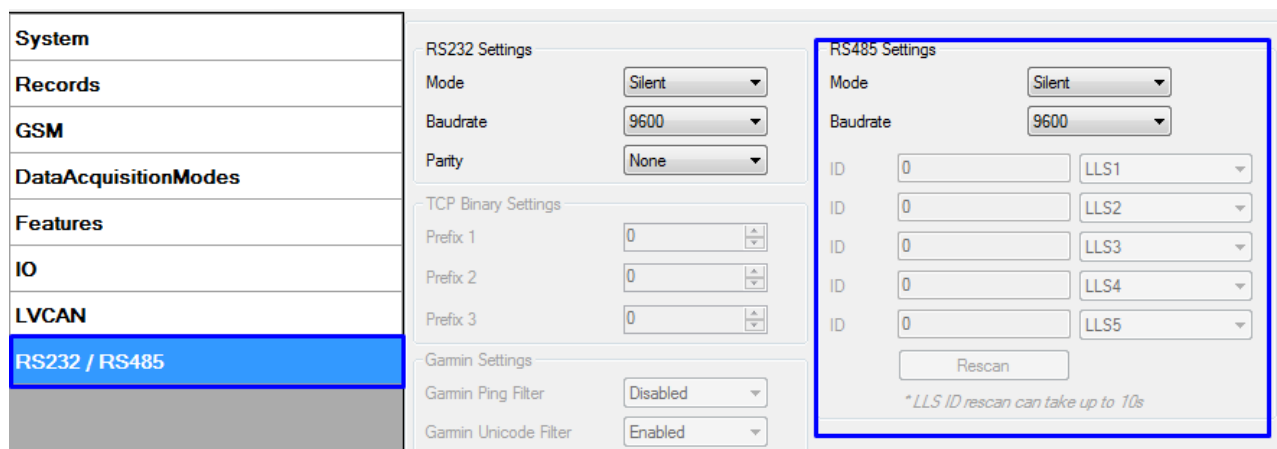 System
Records
GSM
DataAcquisitionModes
Features
IO
LVCAN
RS232 / RS485
RS232 Settings
Mode Silent
Baudrate 9600
Parity None
TCP Binary Settings
Prefix 1 0
Prefix 2 0
Prefix 3 0
Garmin Settings
Garmin Ping Filter Disabled
Garmin Unicode Filter Enabled
RS485 Settings
Mode Silent
Baudrate 9600
ID 0 LLS1
ID 0 LLS2
ID 0 LLS3
ID 0 LLS4
ID 0 LLS5
Rescan
* LLS ID rescan can take up to 10s